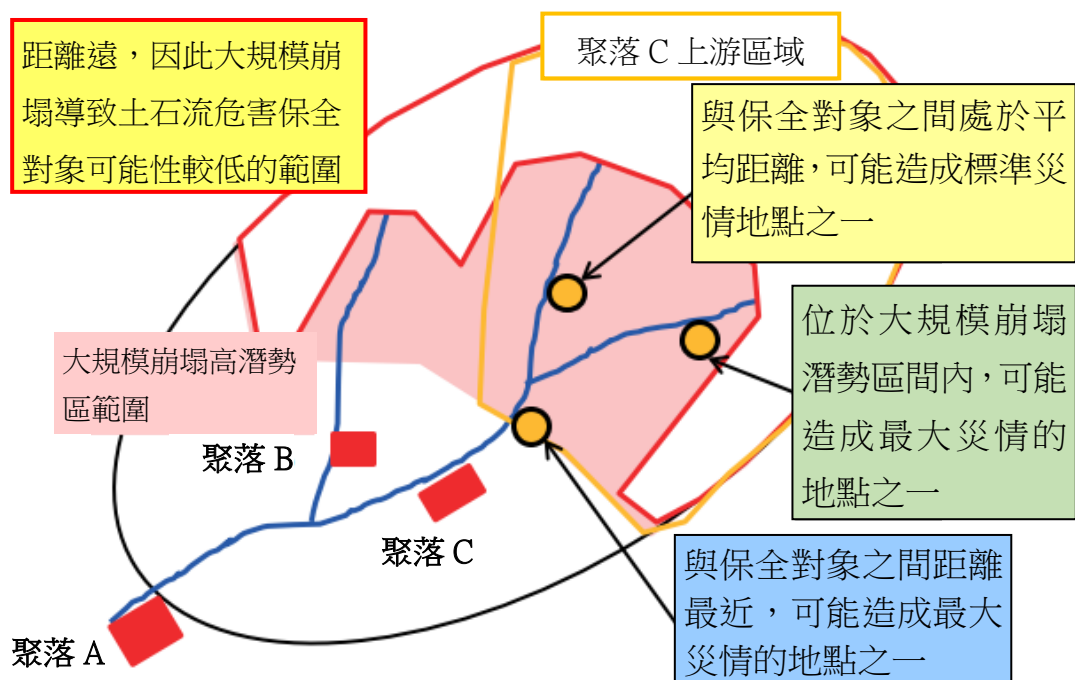 距離遠，因此大規模崩
塌導致土石流危害保全
對象可能性較低的範圍
聚落 C 上游區域
與保全對象之間處於平
均距離，可能造成標準災
情地點之一
位於大規模崩塌
潛勢區間內，可能
造成最大災情的
地點之一
大規模崩塌高潛勢
區範圍
聚落 B
聚落 C
與保全對象之間距離
最近，可能造成最大
災情的地點之一
聚落 A